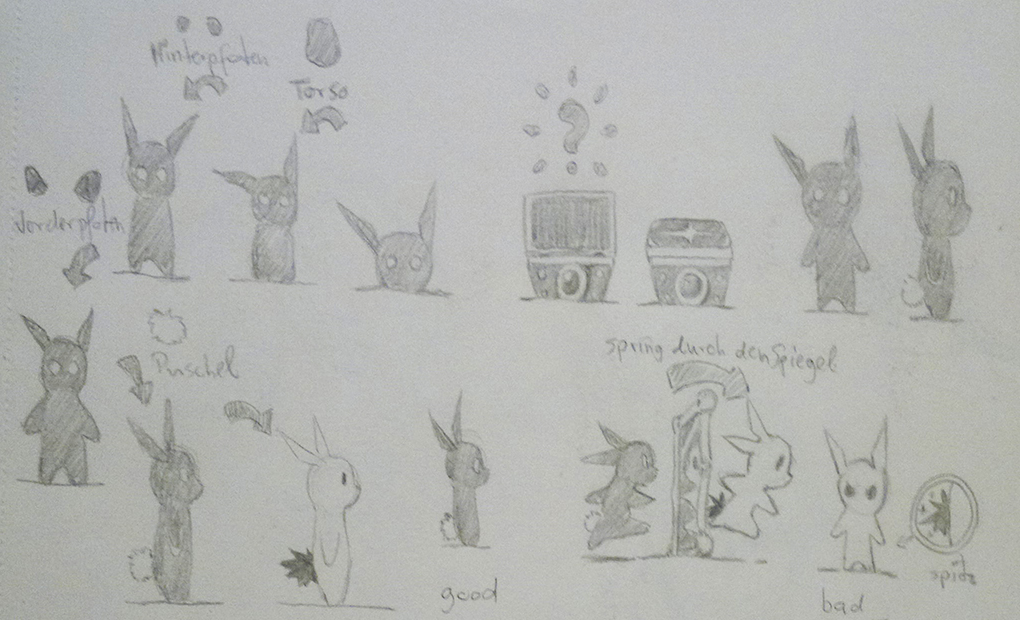 Hinterpfoten
Torso
?
Vorderpfoten
Puschel
spring durch den Spiegel
good
bad
spitz